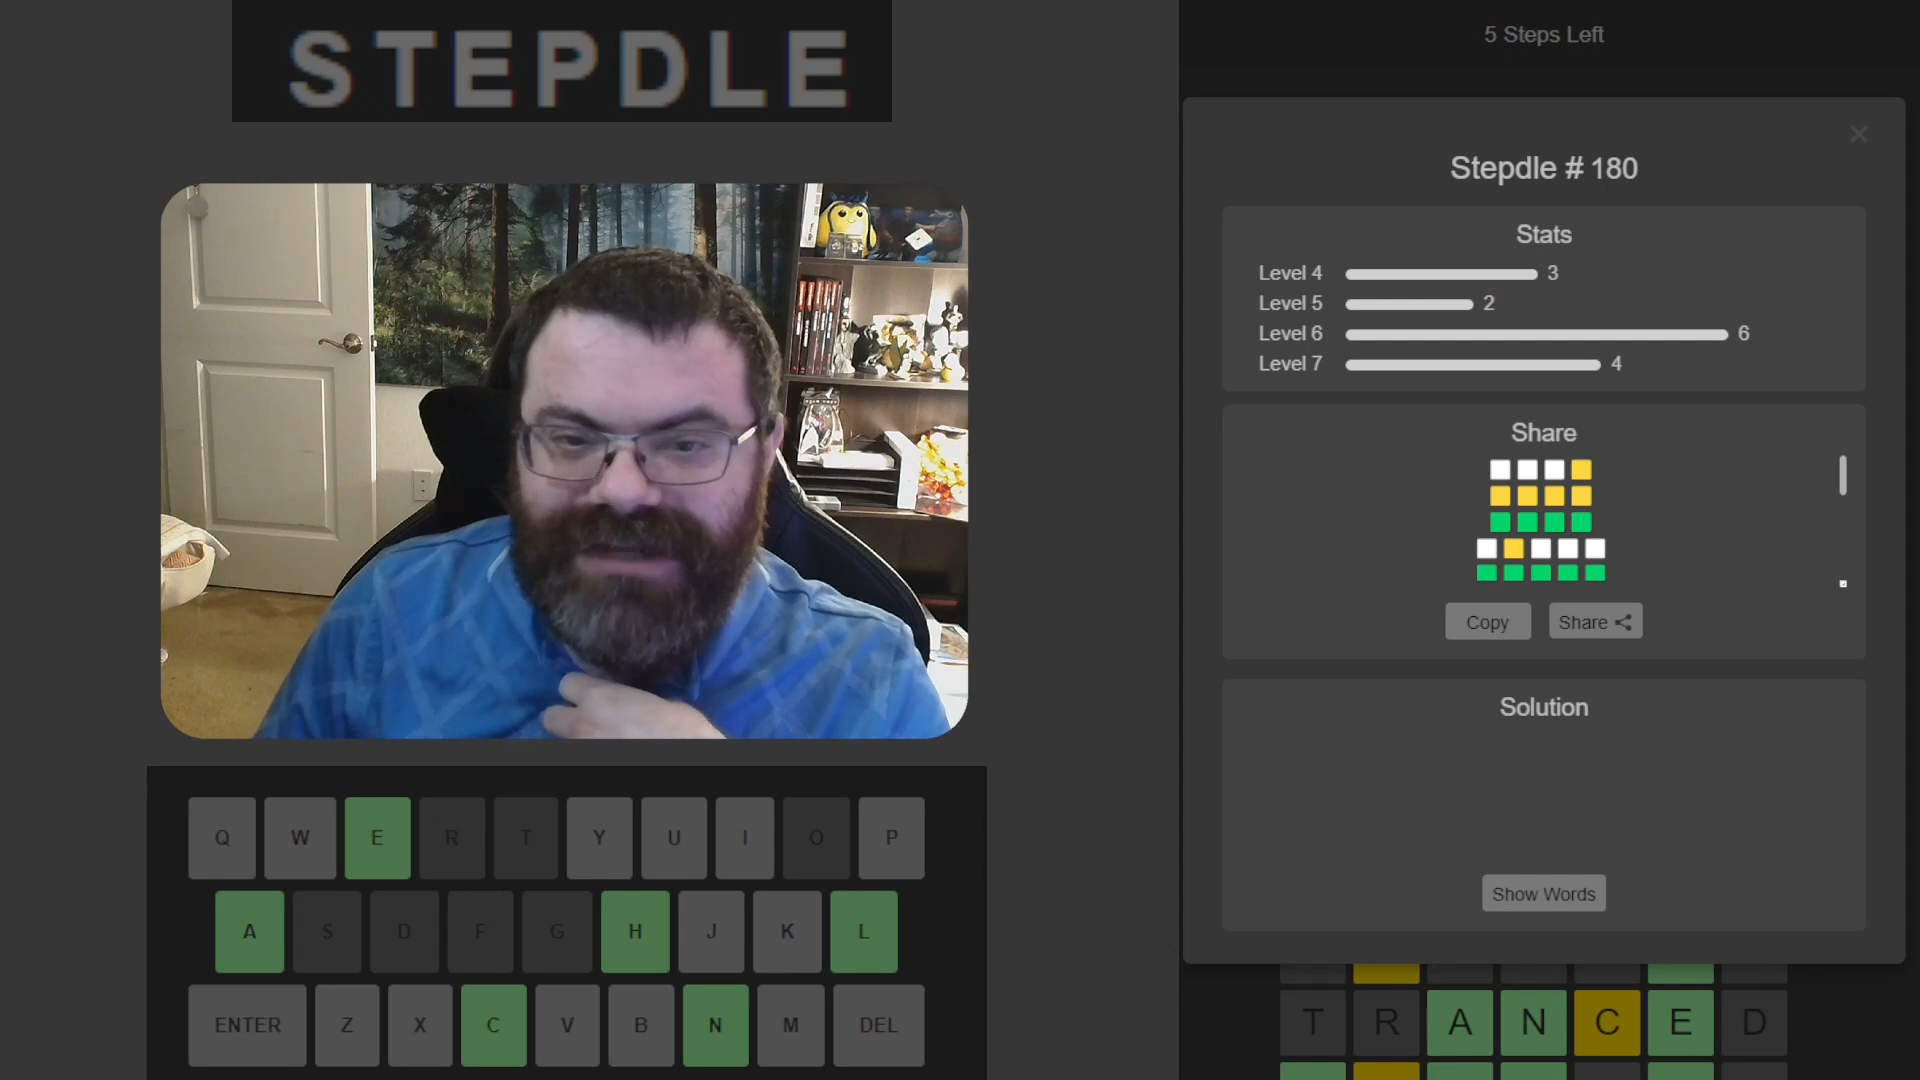 STEPDLE
5 Steps Left
×
Stepdle # 180
Stats
Level 4 3
Level 5 2
Level 6 6
Level 7 4
Share
Copy Share
Solution
Show Words
Q W E R T Y U I O P
A S D F G H J K L
ENTER Z X C V B N M DEL
T R A N C E D